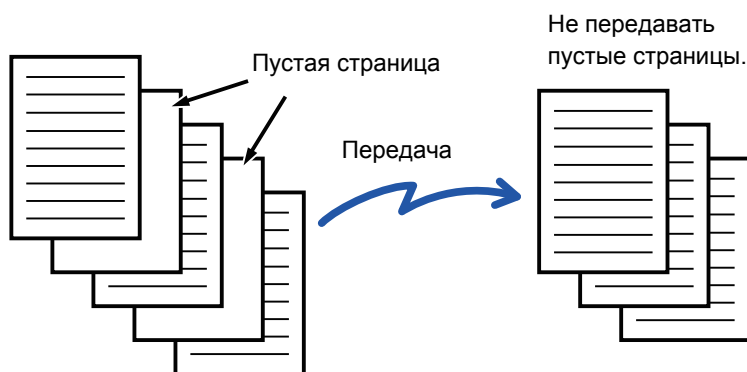 Не передавать
пустые страницы.
Пустая страница
Передача